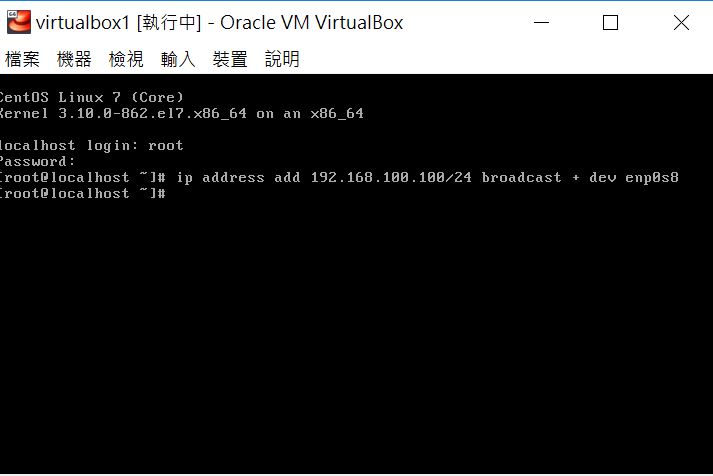 virtualbox1 [執行中] - Oracle VM VirtualBox
檔案 機器 檢視 輸入 裝置 說明
CentOS Linux 7 (Core)
Kernel 3.10.0-862.el7.x86_64 on an x86_64
localhost login: root
Password:
[root@localhost ~]# ip address add 192.168.100.100/24 broadcast + dev enp0s8
[root@localhost ~]#